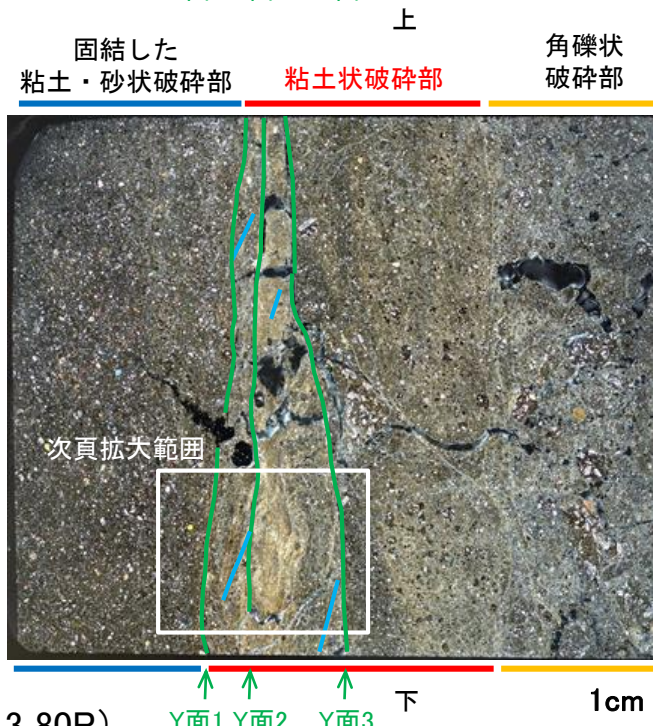 上
固結した
粘土・砂状破砕部
粘土状破砕部
角礫状
破砕部
次頁拡大範囲
3.80R)
Y面1 Y面2 Y面3
下
1cm